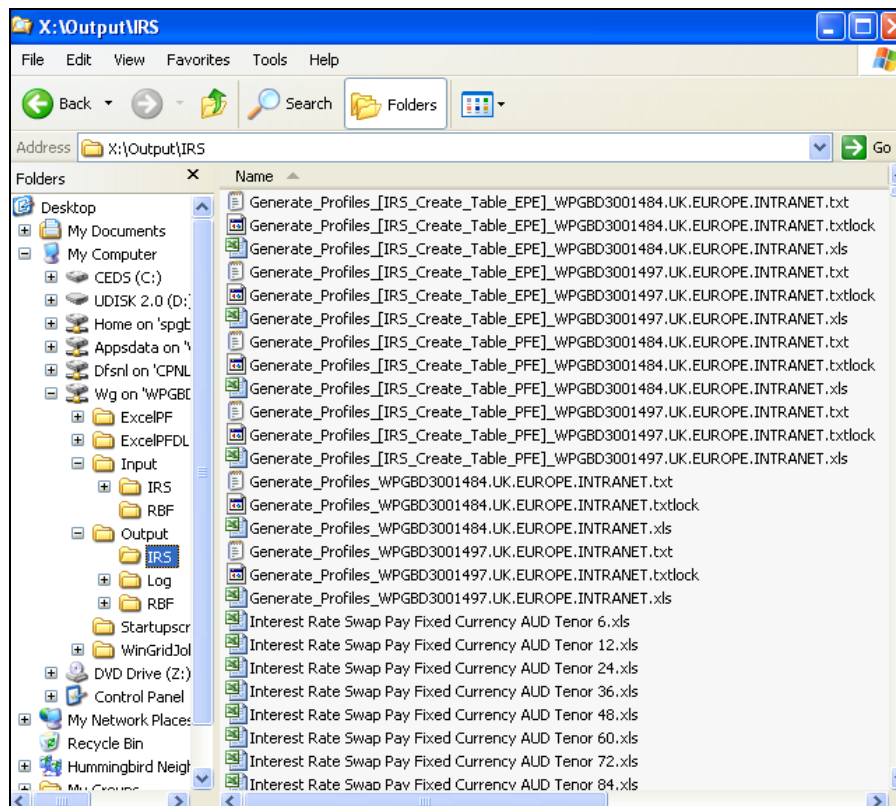 X:\Output\IRS
File Edit View Favorites Tools Help
Back Search Folders
Address X:\Output\IRS Go
Folders x
Desktop
My Documents
My Computer
CEDS (C:)
UDISK 2.0 (D:
Home on 'spgb
Appsdata on '
Dfsnl on 'CPNL
Wg on 'WPGBD
ExcelPF
ExcelPFDL
Input
IRS
RBF
Output
IRS
Log
RBF
Startupscr
WinGridJol
DVD Drive (Z:)
Control Panel
My Network Places
Recycle Bin
Hummingbird Neigh
My Groups
Name
Generate_Profiles_[IRS_Create_Table_EPE]_WPGBD3001484.UK.EUROPE.INTRANET.txt
Generate_Profiles_[IRS_Create_Table_EPE]_WPGBD3001484.UK.EUROPE.INTRANET.txtlock
Generate_Profiles_[IRS_Create_Table_EPE]_WPGBD3001484.UK.EUROPE.INTRANET.xls
Generate_Profiles_[IRS_Create_Table_EPE]_WPGBD3001497.UK.EUROPE.INTRANET.txt
Generate_Profiles_[IRS_Create_Table_EPE]_WPGBD3001497.UK.EUROPE.INTRANET.txtlock
Generate_Profiles_[IRS_Create_Table_EPE]_WPGBD3001497.UK.EUROPE.INTRANET.xls
Generate_Profiles_[IRS_Create_Table_PFE]_WPGBD3001484.UK.EUROPE.INTRANET.txt
Generate_Profiles_[IRS_Create_Table_PFE]_WPGBD3001484.UK.EUROPE.INTRANET.txtlock
Generate_Profiles_[IRS_Create_Table_PFE]_WPGBD3001484.UK.EUROPE.INTRANET.xls
Generate_Profiles_[IRS_Create_Table_PFE]_WPGBD3001497.UK.EUROPE.INTRANET.txt
Generate_Profiles_[IRS_Create_Table_PFE]_WPGBD3001497.UK.EUROPE.INTRANET.txtlock
Generate_Profiles_[IRS_Create_Table_PFE]_WPGBD3001497.UK.EUROPE.INTRANET.xls
Generate_Profiles_WPGBD3001484.UK.EUROPE.INTRANET.txt
Generate_Profiles_WPGBD3001484.UK.EUROPE.INTRANET.txtlock
Generate_Profiles_WPGBD3001484.UK.EUROPE.INTRANET.xls
Generate_Profiles_WPGBD3001497.UK.EUROPE.INTRANET.txt
Generate_Profiles_WPGBD3001497.UK.EUROPE.INTRANET.txtlock
Generate_Profiles_WPGBD3001497.UK.EUROPE.INTRANET.xls
Interest Rate Swap Pay Fixed Currency AUD Tenor 6.xls
Interest Rate Swap Pay Fixed Currency AUD Tenor 12.xls
Interest Rate Swap Pay Fixed Currency AUD Tenor 24.xls
Interest Rate Swap Pay Fixed Currency AUD Tenor 36.xls
Interest Rate Swap Pay Fixed Currency AUD Tenor 48.xls
Interest Rate Swap Pay Fixed Currency AUD Tenor 60.xls
Interest Rate Swap Pay Fixed Currency AUD Tenor 72.xls
Interest Rate Swap Pay Fixed Currency AUD Tenor 84.xls